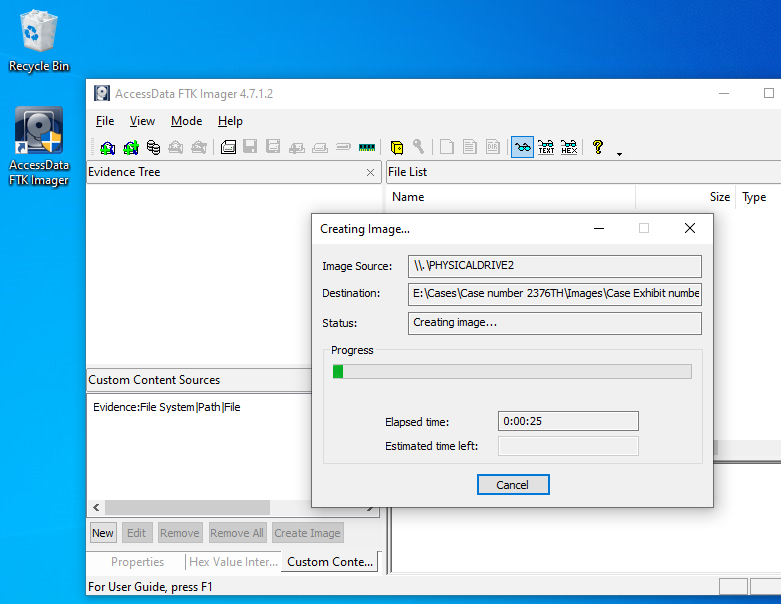 Recycle Bin
AccessData
FTK Imager
AccessData FTK Imager 4.7.1.2
File View Mode Help
TEXT HEX
Evidence Tree
File List
Name Size Type
Creating Image...
Image Source: \\.\PHYSICALDRIVE2
Destination: E:\Cases\Case number 2376TH\Images\Case Exhibit numbe
Status: Creating image...
Progress
Elapsed time: 0:00:25
Estimated time left:
Cancel
Custom Content Sources
Evidence:File System|Path|File
New Edit Remove Remove All Create Image
Properties Hex Value Inter... Custom Conte...
For User Guide, press F1